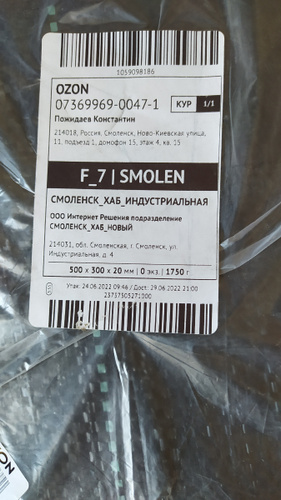 1059098186
OZON
07369969-0047-1
КУР 1/1
Пожидаев Константин
214018, Россия, Смоленск, Ново-Киевская улица,
11, подъезд 1, домофон 15, этаж 4, кв. 15
F_7 | SMOLEN
СМОЛЕНСК_ХАБ_ИНДУСТРИАЛЬНАЯ
ООО Интернет Решения подразделение
СМОЛЕНСК_ХАБ_НОВЫЙ
214031, обл. Смоленская, г. Смоленск, ул.
Индустриальная, д. 4
500 x 300 x 20 мм | 0 экз. | 1750 г
Упак: 24.06.2022 09:46 / Дост: 29.06.2022 21:00
23737505271000
ZON